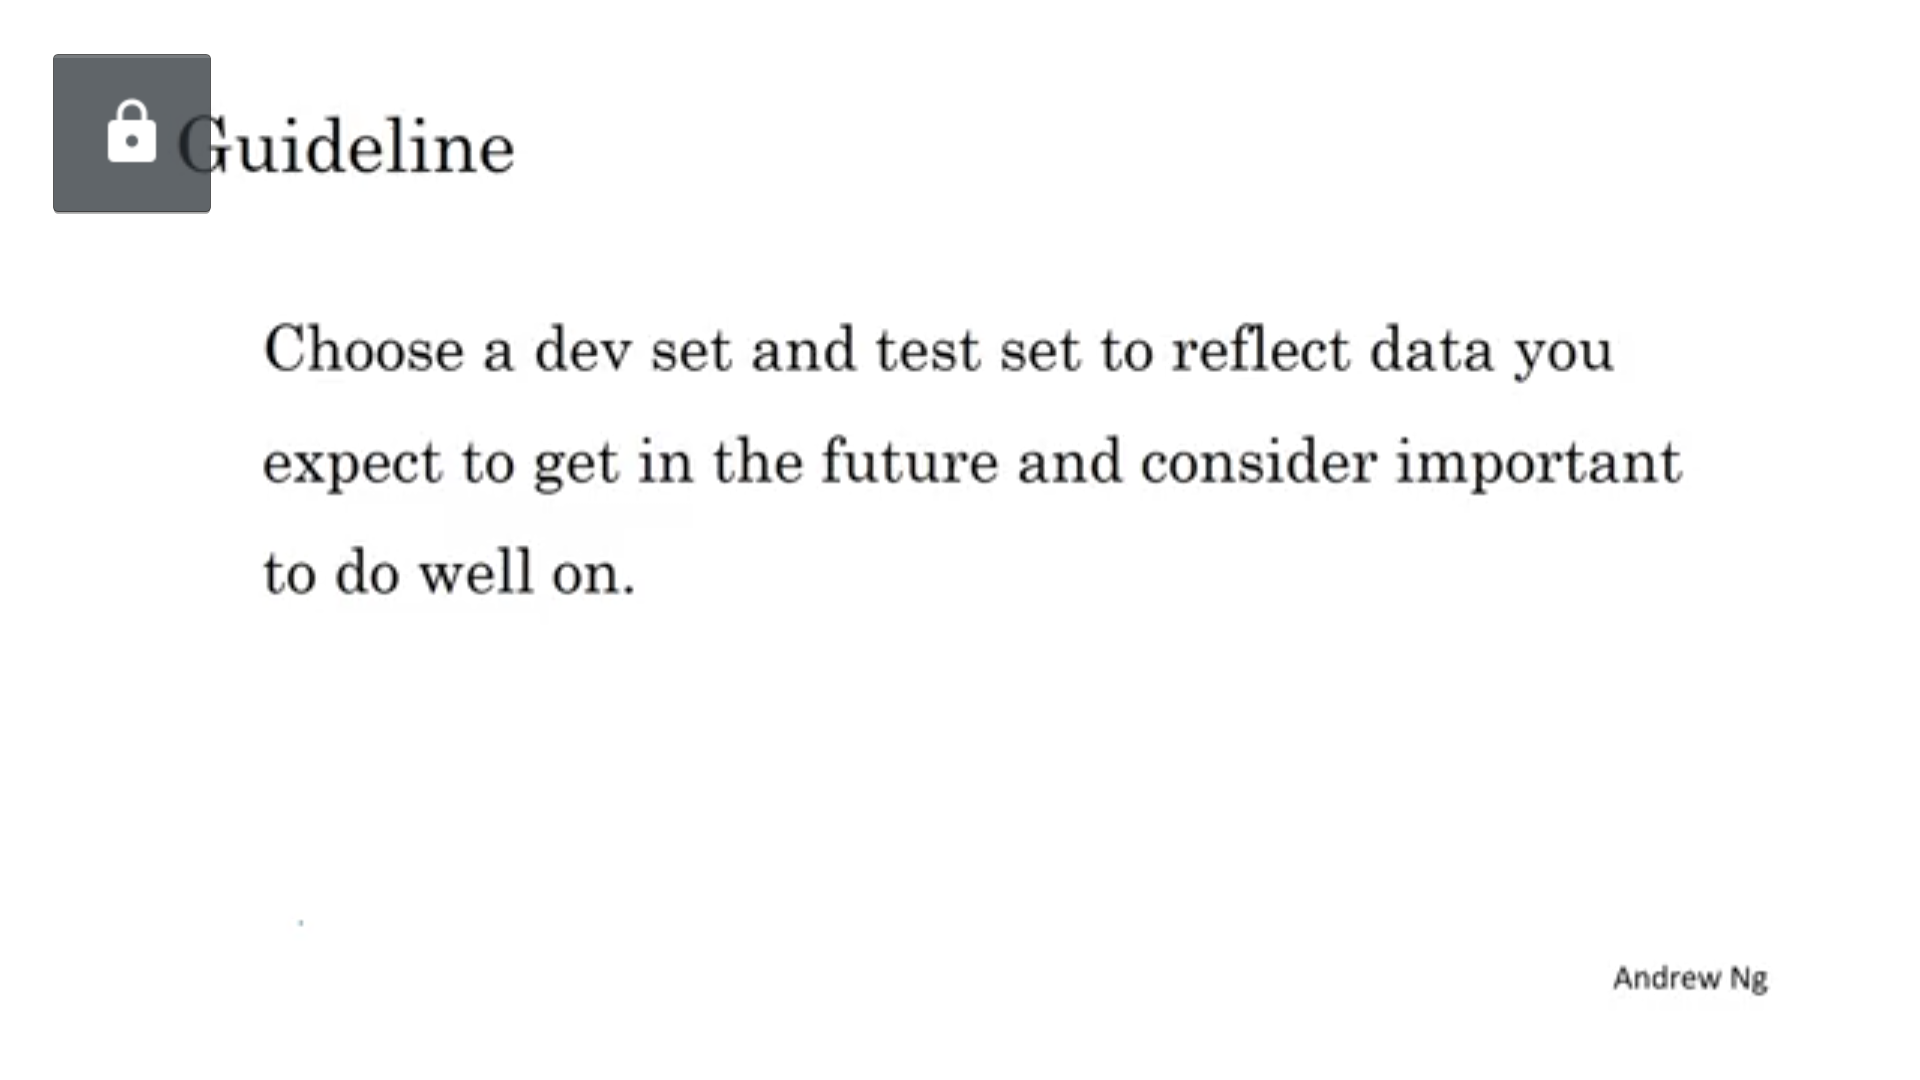 Guideline
Choose a dev set and test set to reflect data you
expect to get in the future and consider important
to do well on.
Andrew Ng